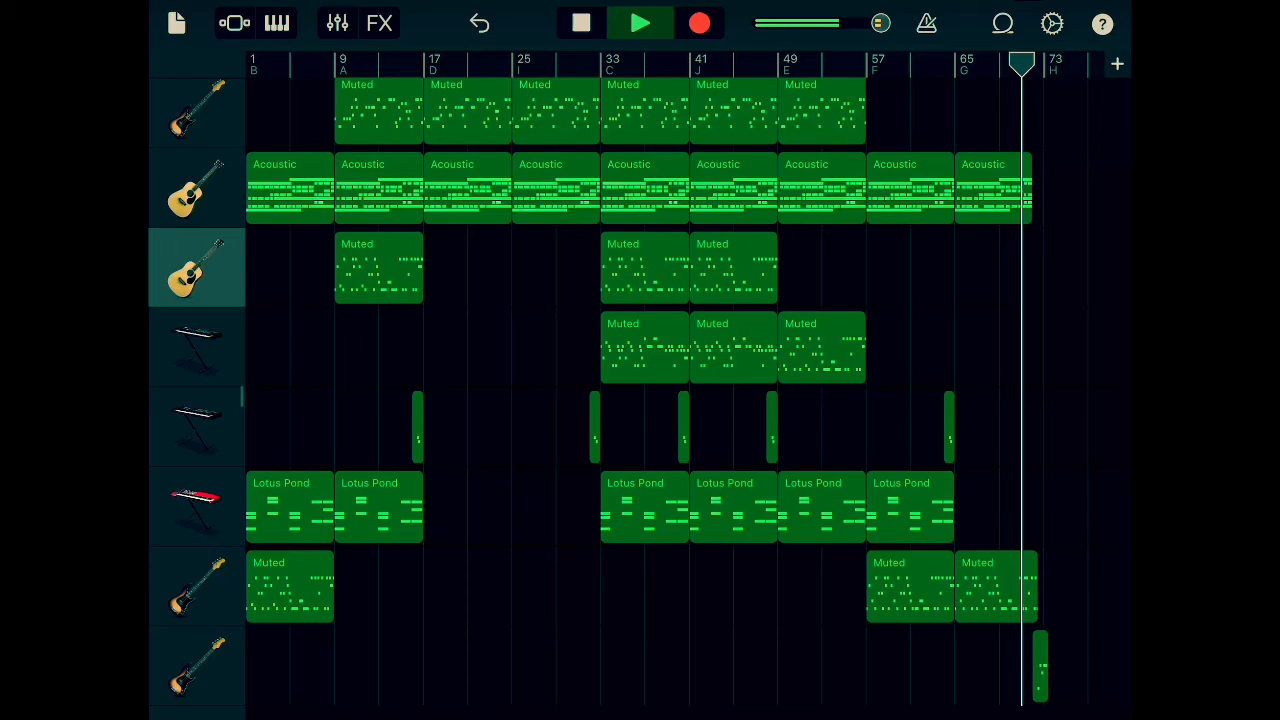 FX
?
1 9 17 25 33 41 49 57 65 73
B A D I C J E F G H
+
Muted Muted Muted Muted Muted Muted
Acoustic Acoustic Acoustic Acoustic Acoustic Acoustic Acoustic Acoustic Acoustic
Muted Muted Muted
Muted Muted Muted
Lotus Pond Lotus Pond Lotus Pond Lotus Pond Lotus Pond Lotus Pond
Muted Muted Muted